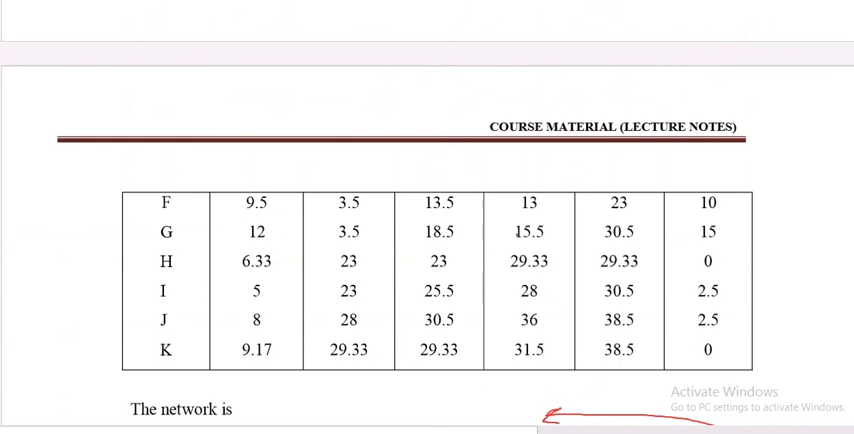 COURSE MATERIAL (LECTURE NOTES)
F 9.5 3.5 13.5 13 23 10
G 12 3.5 18.5 15.5 30.5 15
H 6.33 23 23 29.33 29.33 0
I 5 23 25.5 28 30.5 2.5
J 8 28 30.5 36 38.5 2.5
K 9.17 29.33 29.33 31.5 38.5 0
The network is
Activate Windows
Go to PC settings to activate Windows.